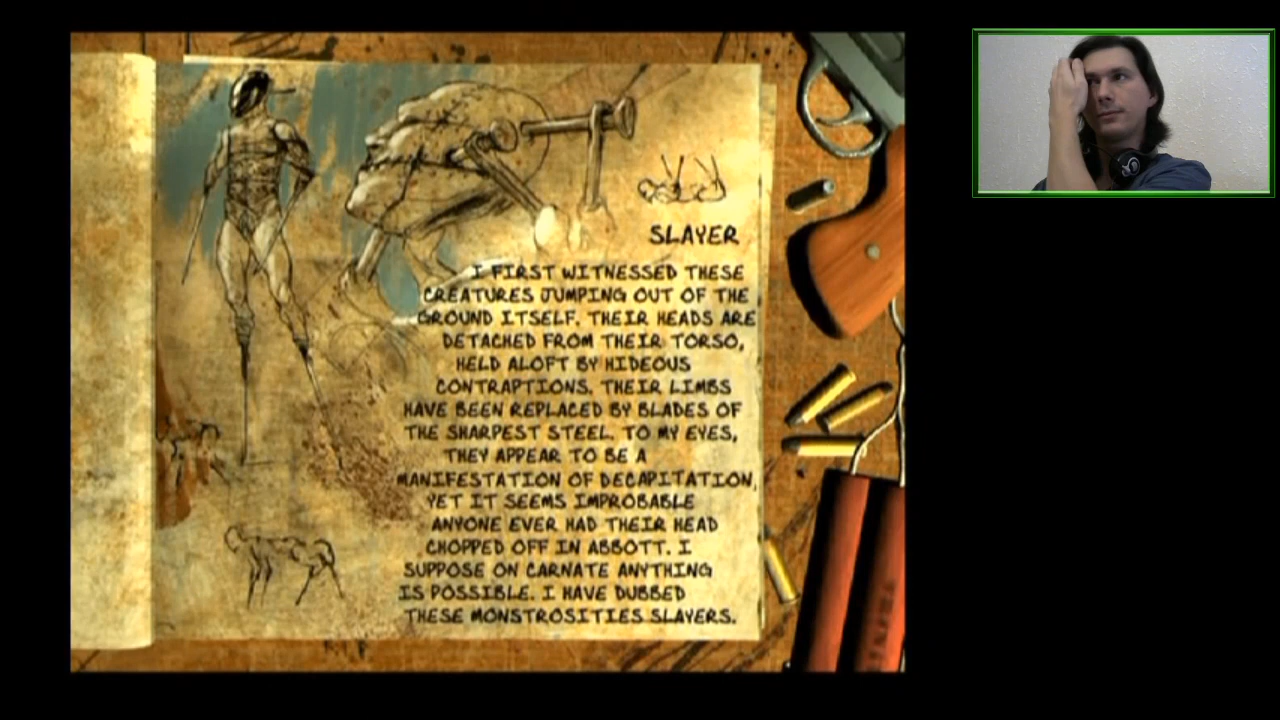 SLAYER
I FIRST WITNESSED THESE
CREATURES JUMPING OUT OF THE
GROUND ITSELF. THEIR HEADS ARE
DETACHED FROM THEIR TORSO,
HELD ALOFT BY HIDEOUS
CONTRAPTIONS. THEIR LIMBS
HAVE BEEN REPLACED BY BLADES OF
THE SHARPEST STEEL. TO MY EYES,
THEY APPEAR TO BE A
MANIFESTATION OF DECAPITATION,
YET IT SEEMS IMPROBABLE
ANYONE EVER HAD THEIR HEAD
CHOPPED OFF IN ABBOTT. I
SUPPOSE ON CARNATE ANYTHING
IS POSSIBLE. I HAVE DUBBED
THESE MONSTROSITIES SLAYERS.